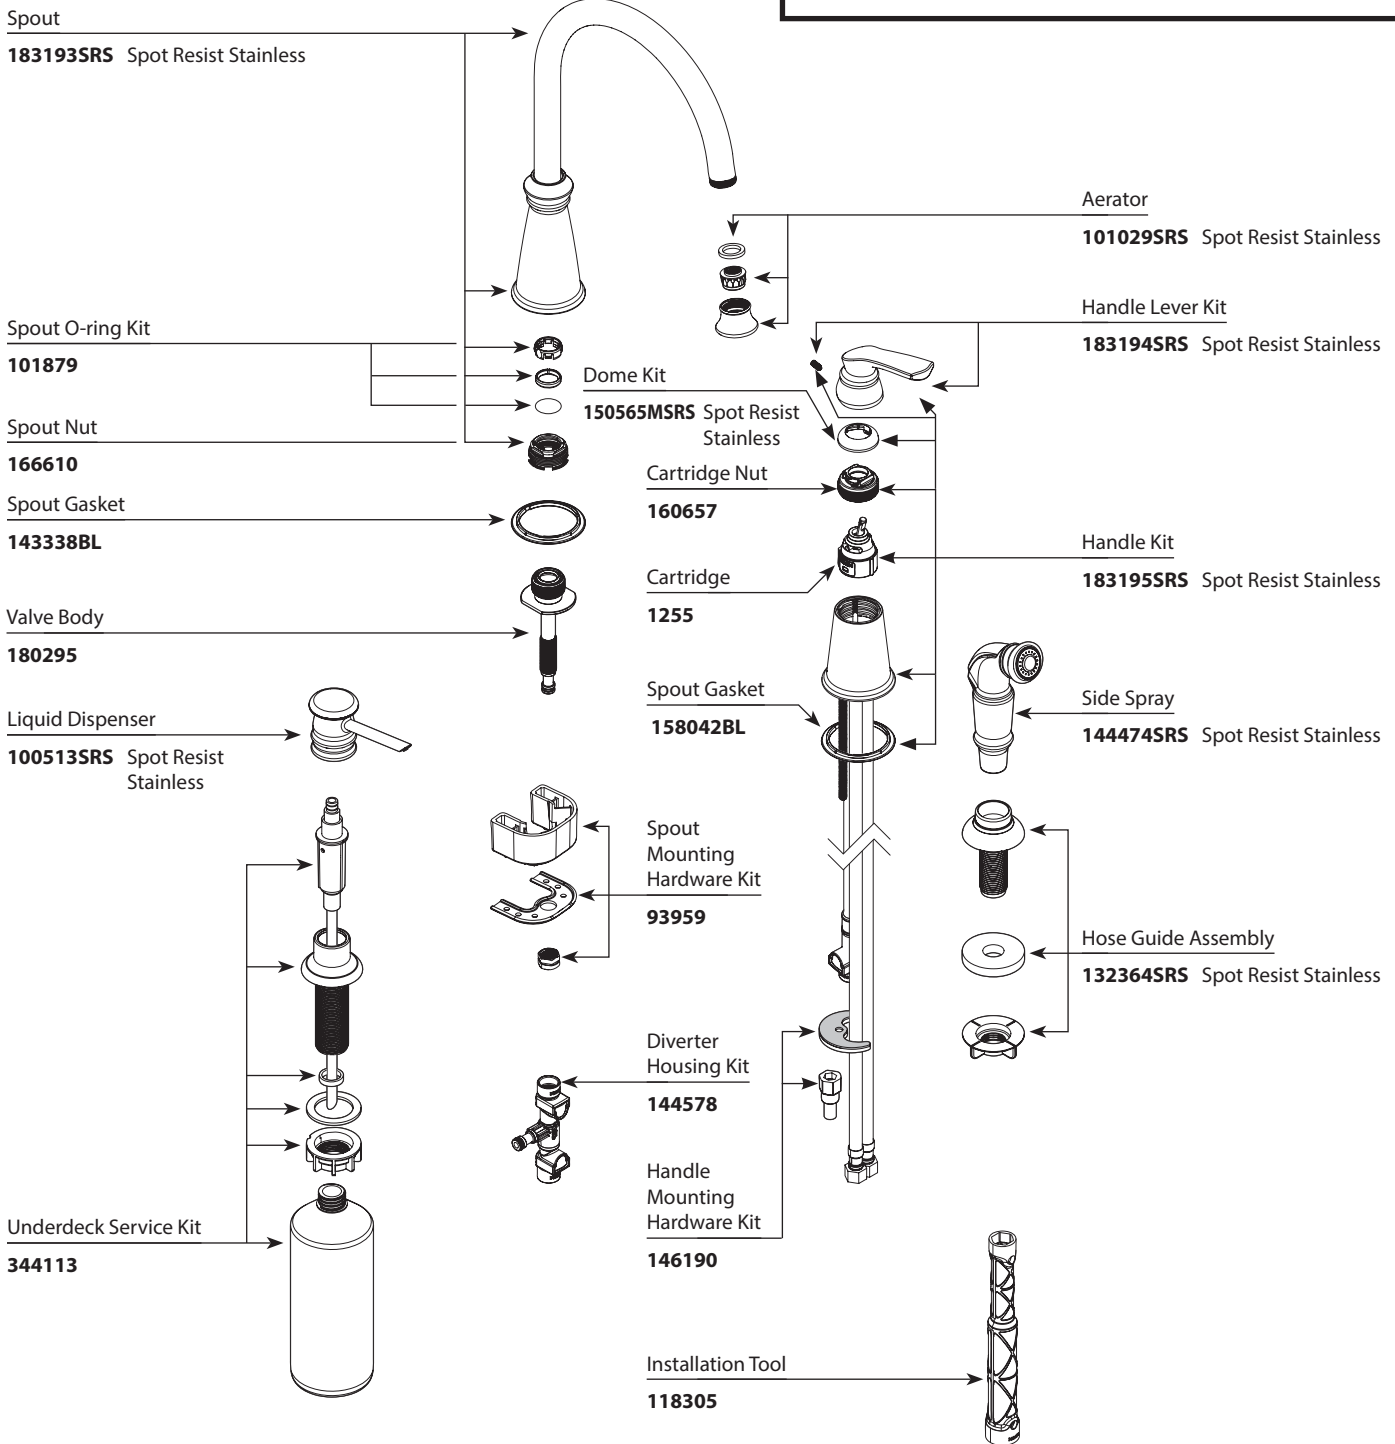 Spout
183193SRS Spot Resist Stainless
Spout O-ring Kit
101879
Spout Nut
166610
Spout Gasket
143338BL
Valve Body
180295
Liquid Dispenser
100513SRS Spot Resist
Stainless
Underdeck Service Kit
344113
Dome Kit
150565MSRS Spot Resist
Stainless
Cartridge Nut
160657
Cartridge
1255
Spout Gasket
158042BL
Spout
Mounting
Hardware Kit
93959
Diverter
Housing Kit
144578
Handle
Mounting
Hardware Kit
146190
Installation Tool
118305
Aerator
101029SRS Spot Resist Stainless
Handle Lever Kit
183194SRS Spot Resist Stainless
Handle Kit
183195SRS Spot Resist Stainless
Side Spray
144474SRS Spot Resist Stainless
Hose Guide Assembly
132364SRS Spot Resist Stainless